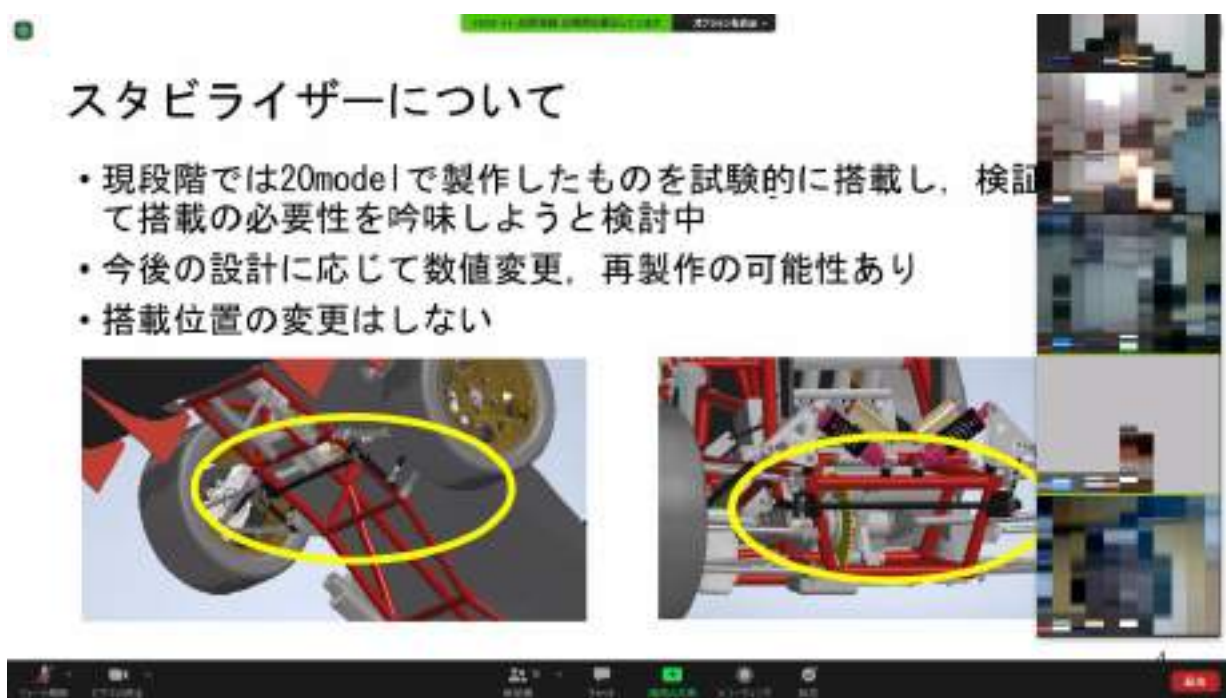 スタビライザーについて
・現段階では20modelで製作したものを試験的に搭載し，検証
て搭載の必要性を吟味しようと検討中
・今後の設計に応じて数値変更，再製作の可能性あり
・搭載位置の変更はしない